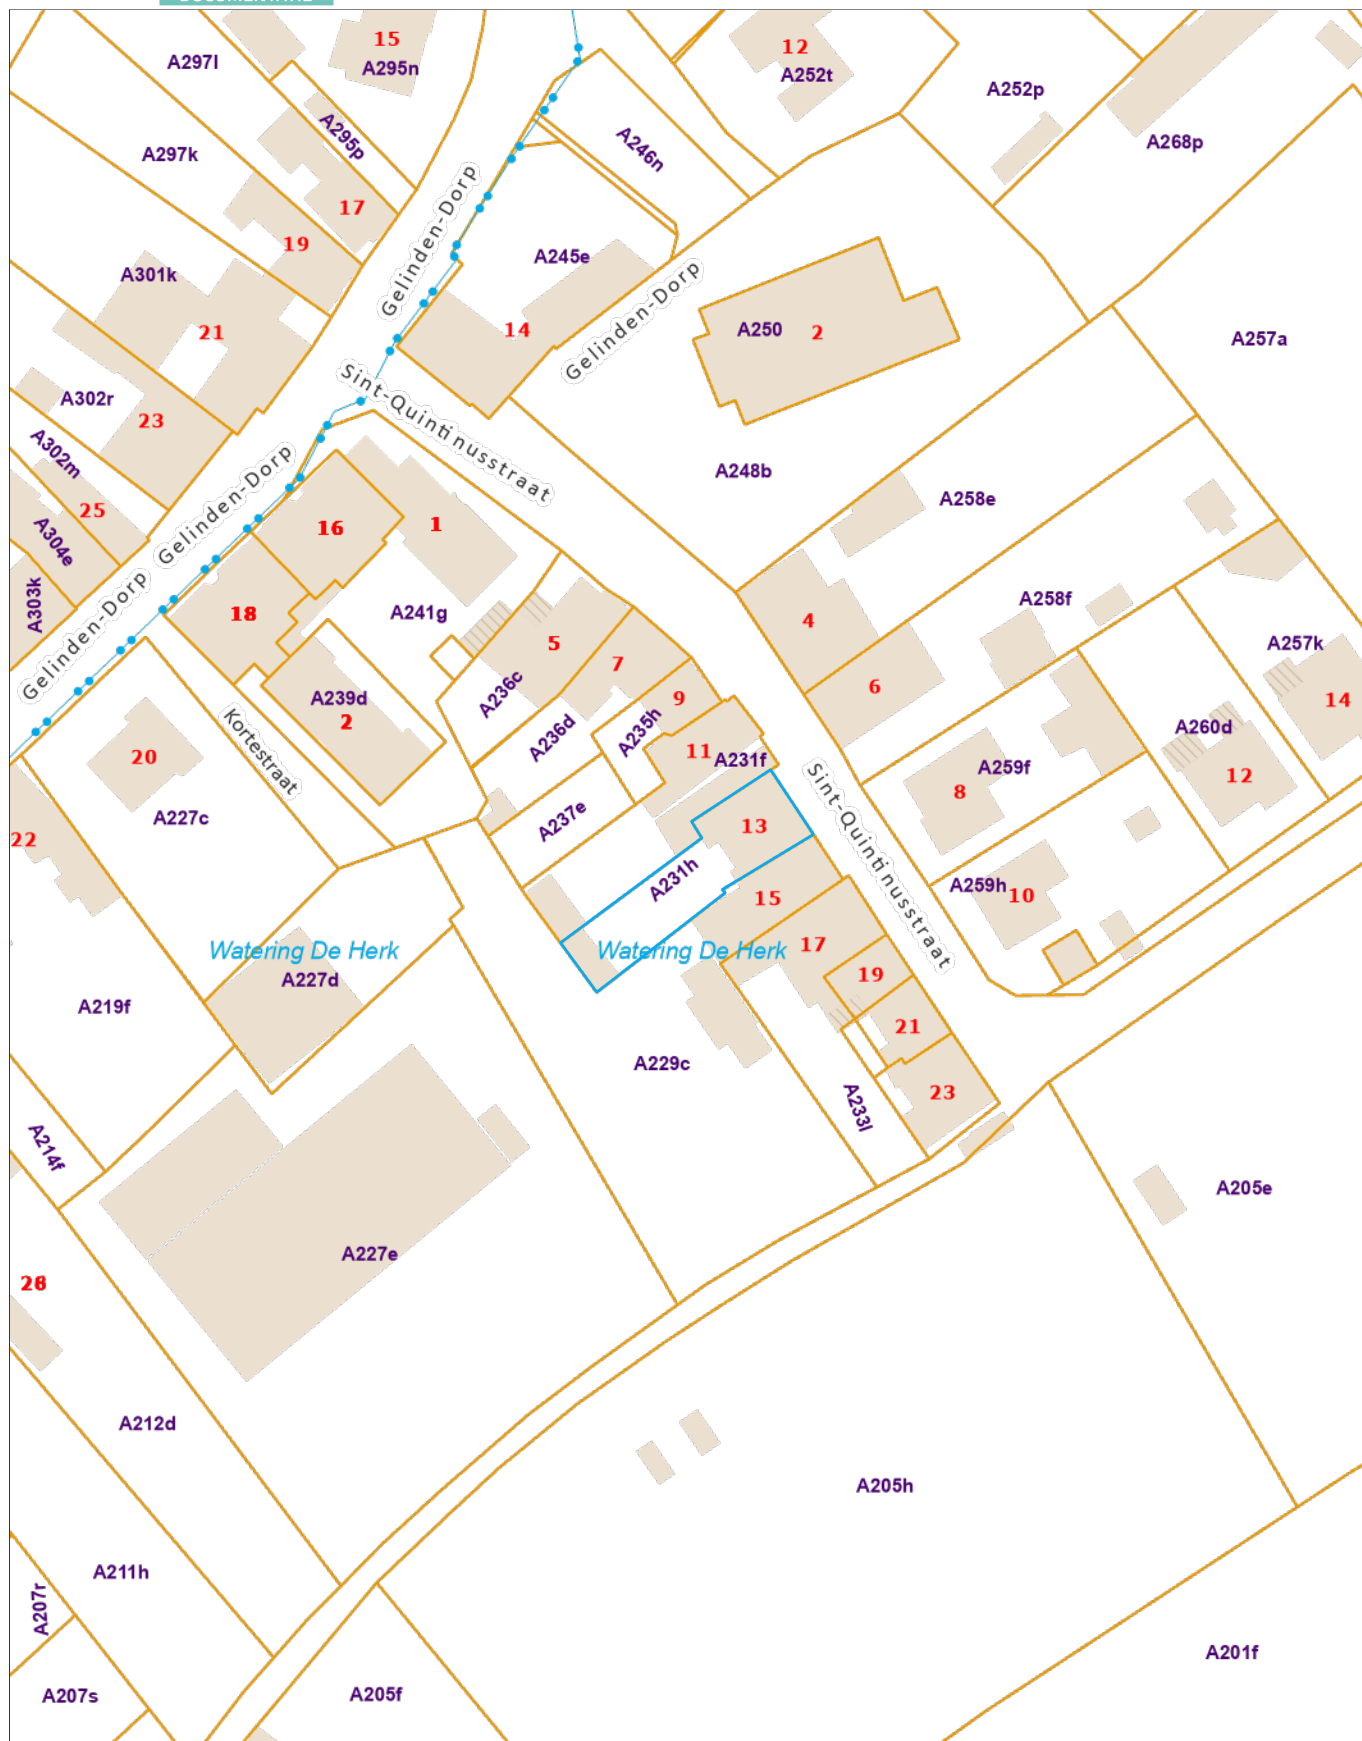 15
A297l
A295n
12
A252t
A252p
A268p
A295p
A246n
A297k
17
19
Gelinden-Dorp
A245e
A301k
21
14
Gelinden-Dorp
A250
2
A257a
A302r
23
Sint-Quintinusstraat
A302m
25
A304e
A303k
Gelinden-Dorp
16
1
A248b
A258e
Gelinden-Dorp
18
A241g
5
7
4
A258f
A257k
A239d
2
A236c
9
6
14
A235h
A236d
11
A231f
A260d
20
Kortestraat
A227c
A237e
13
Sint-Quintinusstraat
8
A259f
12
22
A231h
A259h
10
15
Watering De Herk
Watering De Herk
17
A227d
19
A219f
21
A229c
23
A233l
A214f
A205e
A227e
28
A212d
A205h
A211h
A207r
A201f
A207s
A205f